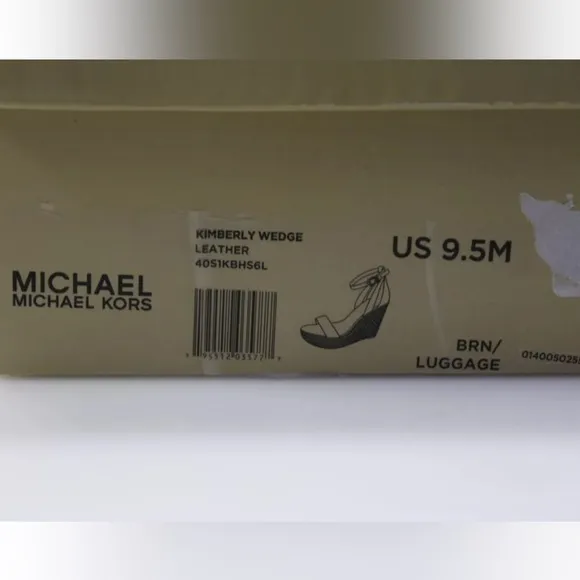 MICHAEL
MICHAEL KORS
KIMBERLY WEDGE
LEATHER
40S1KBHS6L
US 9.5M
BRN/
LUGGAGE